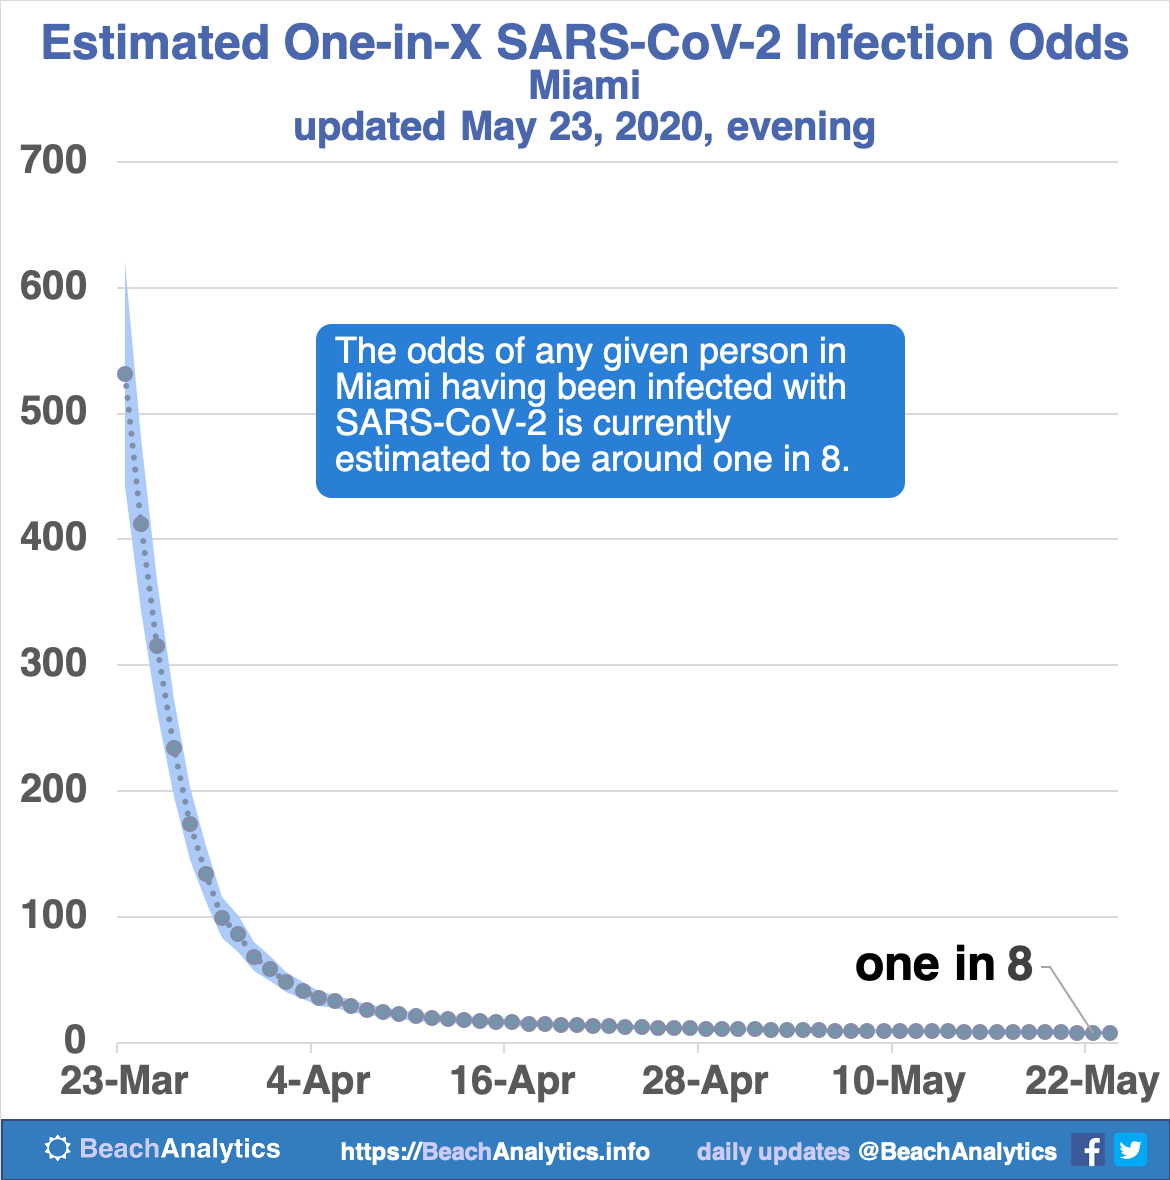 Estimated One-in-X SARS-CoV-2 Infection Odds
Miami
updated May 23, 2020, evening
700
600
500
400
300
200
100
0
The odds of any given person in
Miami having been infected with
SARS-CoV-2 is currently
estimated to be around one in 8.
one in 8
23-Mar 4-Apr 16-Apr 28-Apr 10-May 22-May
BeachAnalytics https://BeachAnalytics.info daily updates @BeachAnalytics